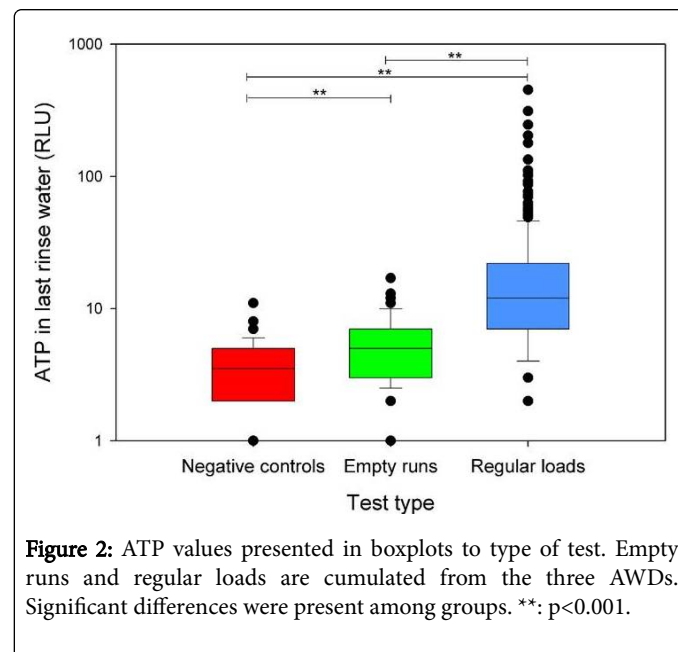 1000
100
10
1
ATP in last rinse water (RLU)
**
**
**
Negative controls
Empty runs
Regular loads
Test type
Figure 2: ATP values presented in boxplots to type of test. Empty
runs and regular loads are cumulated from the three AWDs.
Significant differences were present among groups. **: p<0.001.